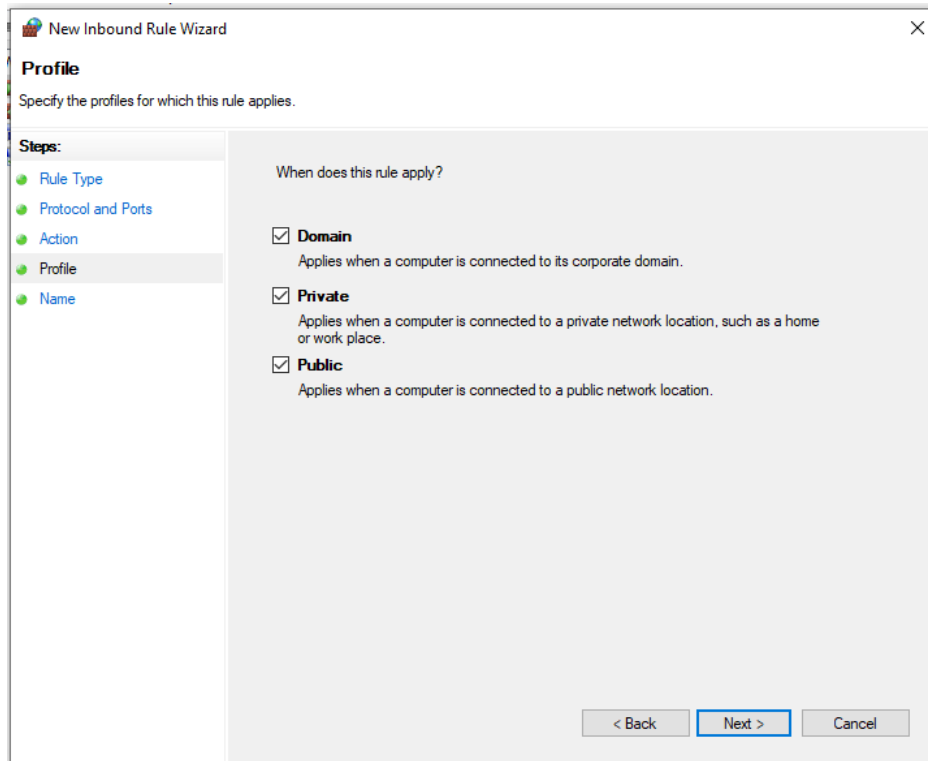 New Inbound Rule Wizard
Profile
Specify the profiles for which this rule applies.
Steps:
Rule Type
Protocol and Ports
Action
Profile
Name
When does this rule apply?
Domain
Applies when a computer is connected to its corporate domain.
Private
Applies when a computer is connected to a private network location, such as a home
or work place.
Public
Applies when a computer is connected to a public network location.
< Back
Next >
Cancel